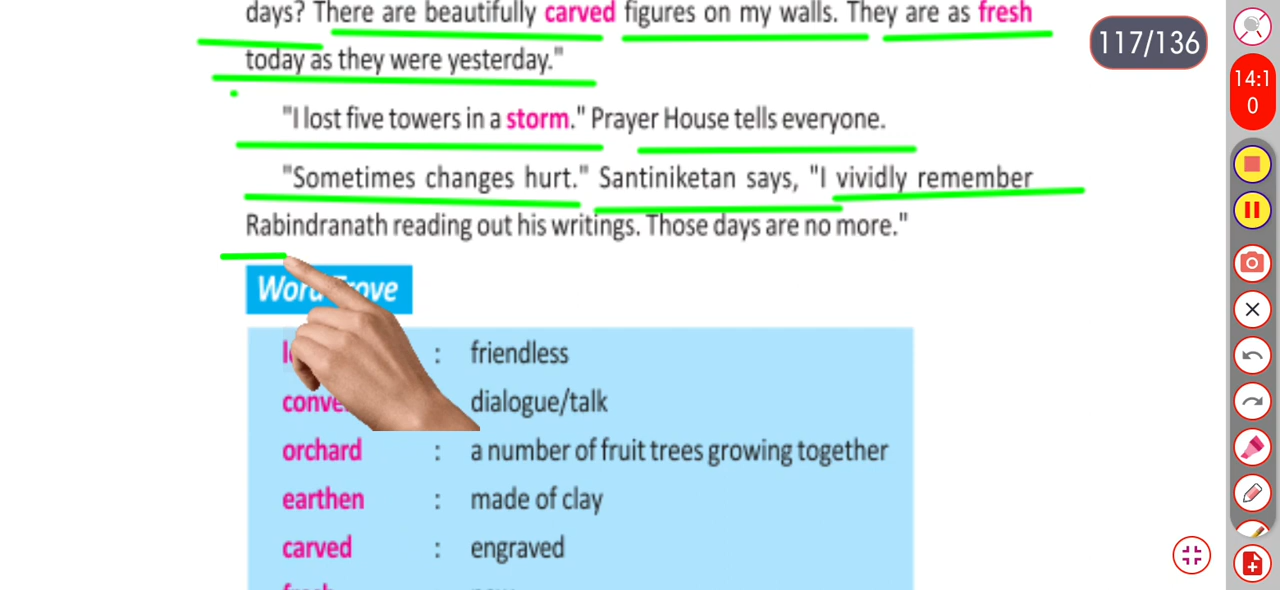 days? There are beautifully carved figures on my walls. They are as fresh
today as they were yesterday."
"I lost five towers in a storm." Prayer House tells everyone.
"Sometimes changes hurt." Santiniketan says, "I vividly remember
Rabindranath reading out his writings. Those days are no more."
Word Trove
: friendless
: dialogue/talk
orchard : a number of fruit trees growing together
earthen : made of clay
carved : engraved
117/136
14:1
0